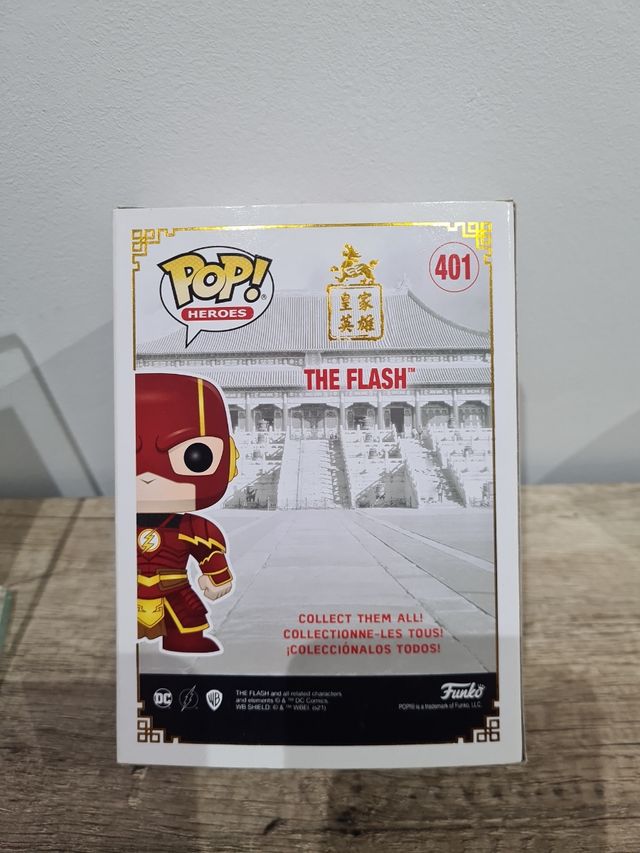 POP!®
HEROES
皇家
英雄
401
THE FLASH™
COLLECT THEM ALL!
COLLECTIONNE-LES TOUS!
¡COLECCIÓNALOS TODOS!
DC
WB
THE FLASH and all related characters
and elements © & ™ DC Comics.
WB SHIELD: © & ™ WBEI. (s21)
Funko
POP!® is a trademark of Funko, LLC.